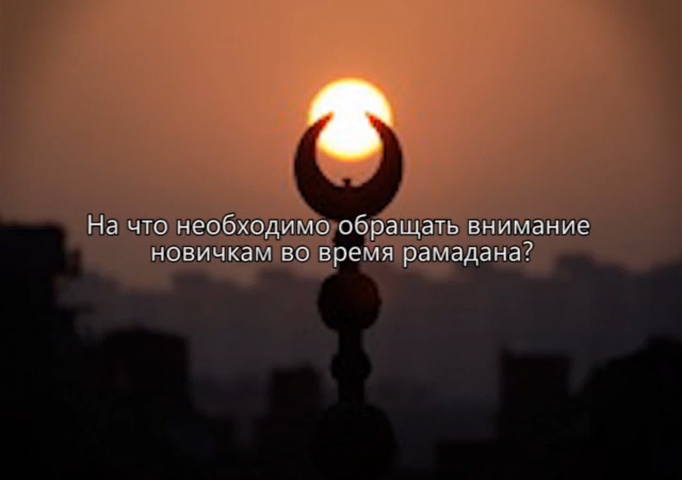 На что необходимо обращать внимание
новичкам во время рамадана?